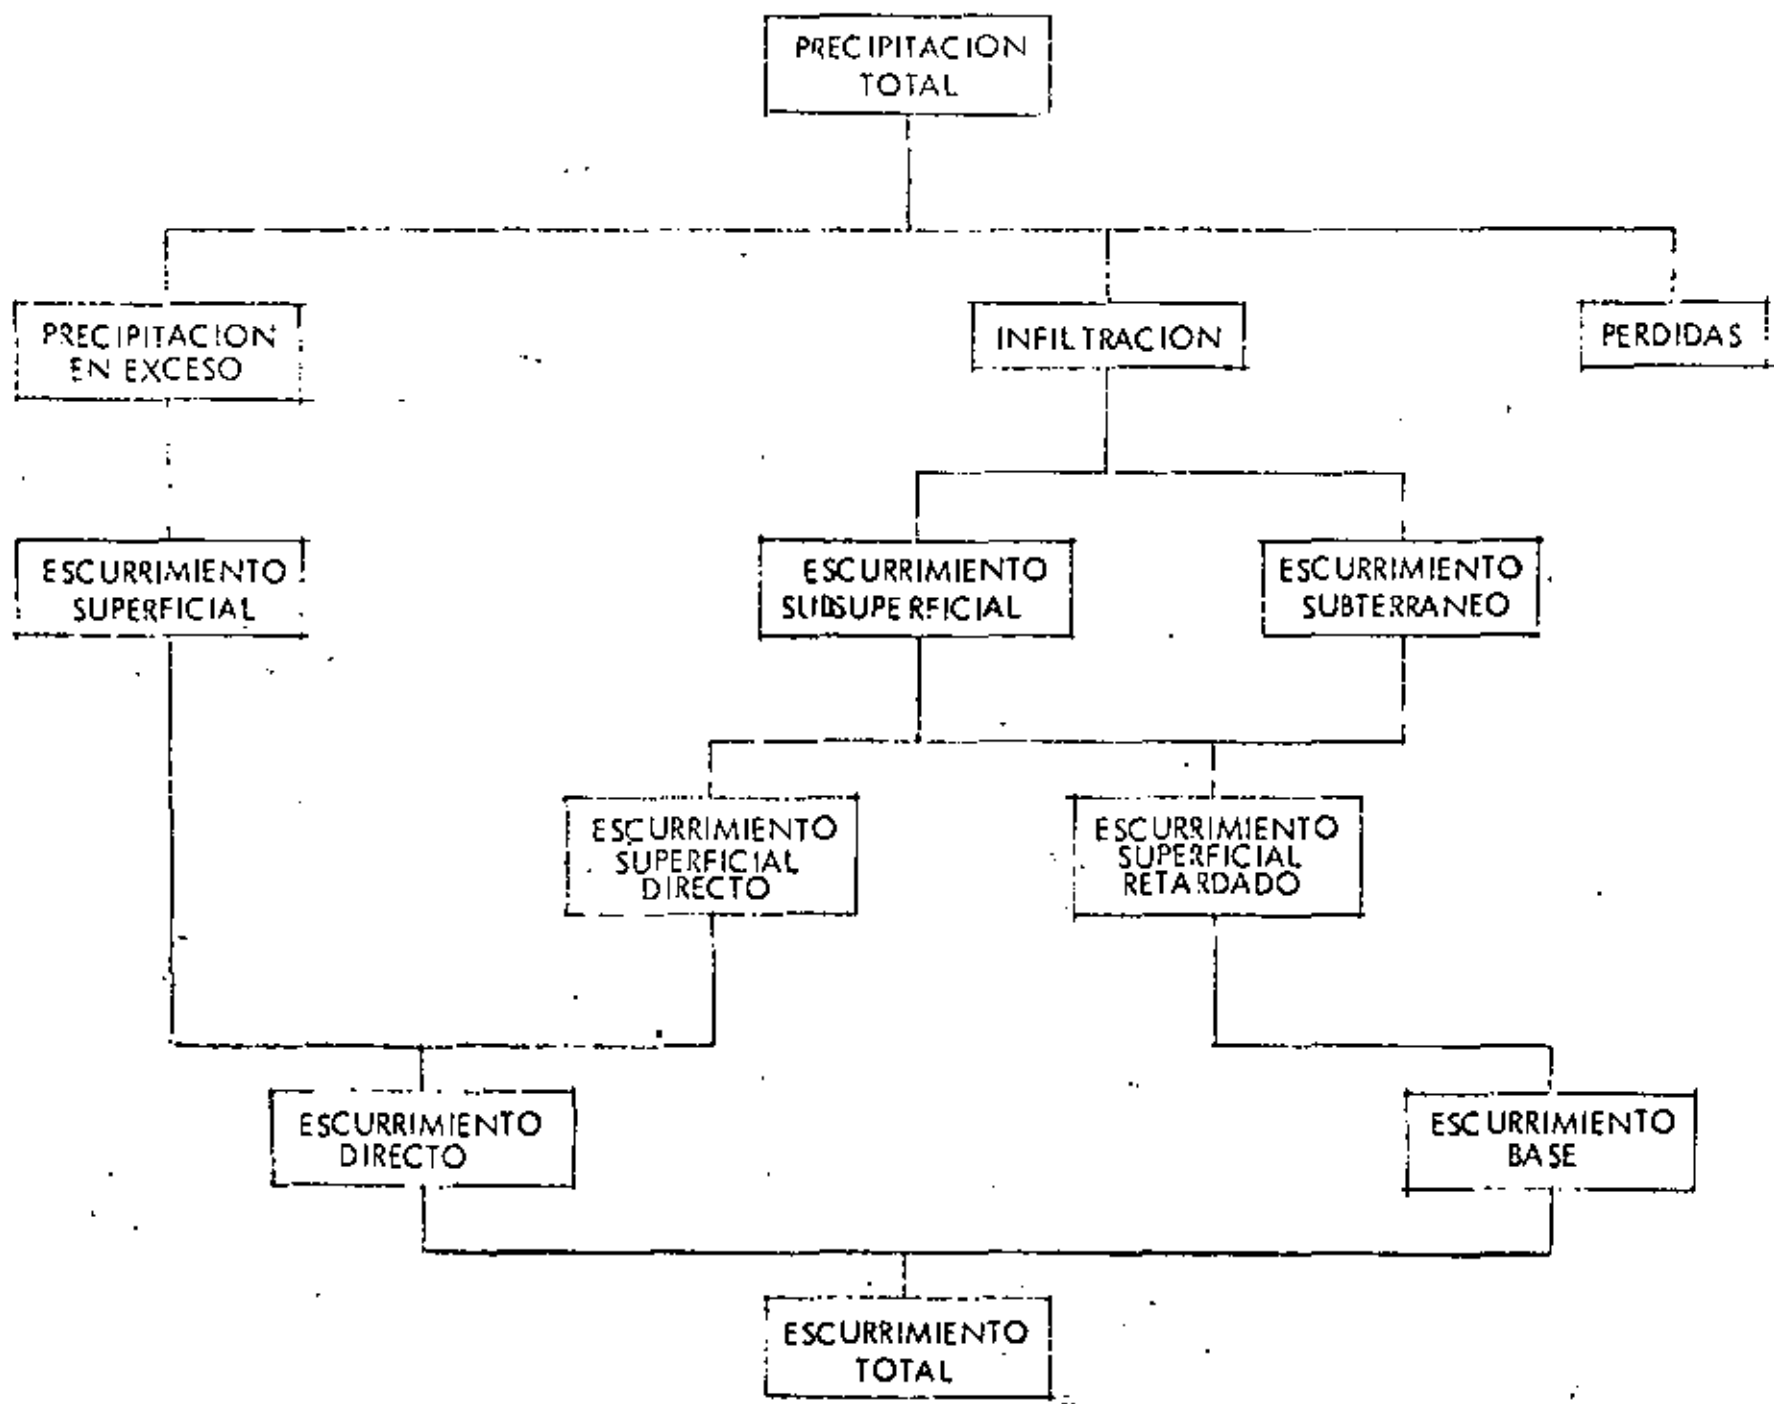 PRECIPITACION
TOTAL
PRECIPITACION
EN EXCESO
INFILTRACION
PERDIDAS
ESCURRIMIENTO
SUPERFICIAL
ESCURRIMIENTO
SUBSUPERFICIAL
ESCURRIMIENTO
SUBTERRANEO
ESCURRIMIENTO
SUPERFICIAL
DIRECTO
ESCURRIMIENTO
SUPERFICIAL
RETARDADO
ESCURRIMIENTO
DIRECTO
ESCURRIMIENTO
BASE
ESCURRIMIENTO
TOTAL